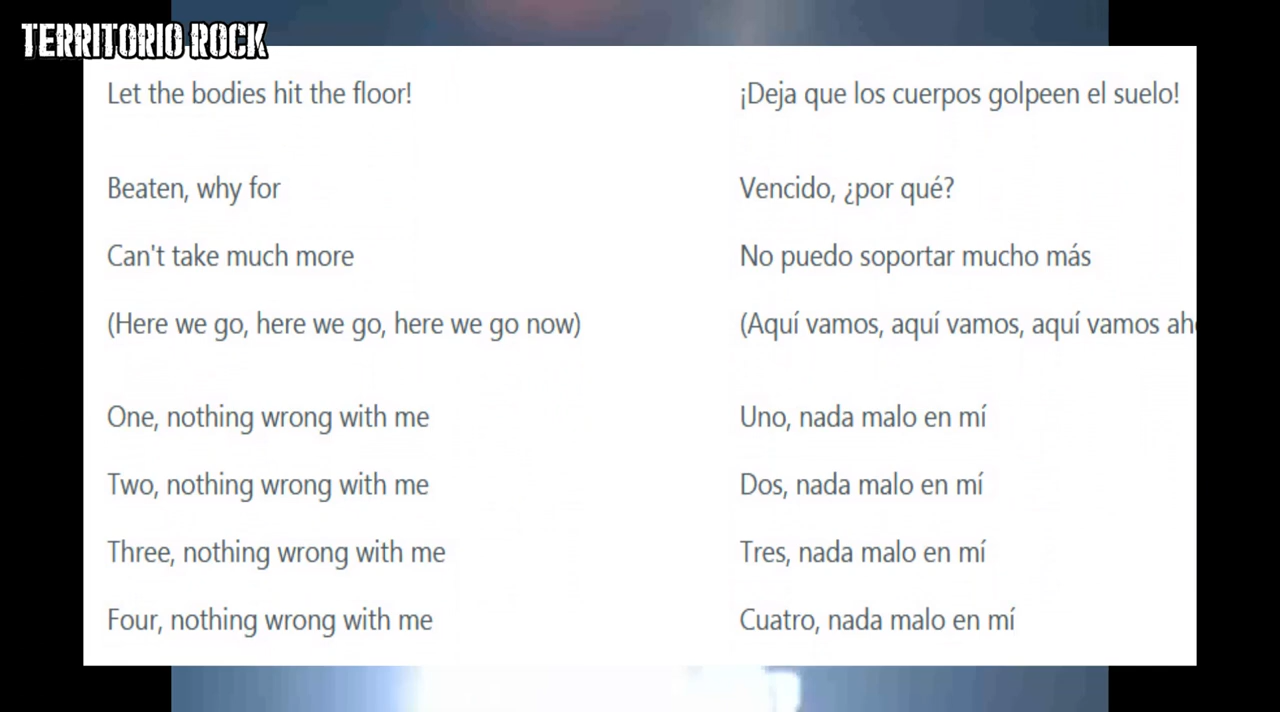 TERRITORIO ROCK
Let the bodies hit the floor!
¡Deja que los cuerpos golpeen el suelo!
Beaten, why for
Vencido, ¿por qué?
Can't take much more
No puedo soportar mucho más
(Here we go, here we go, here we go now)
(Aquí vamos, aquí vamos, aquí vamos
One, nothing wrong with me
Uno, nada malo en mí
Two, nothing wrong with me
Dos, nada malo en mí
Three, nothing wrong with me
Tres, nada malo en mí
Four, nothing wrong with me
Cuatro, nada malo en mí